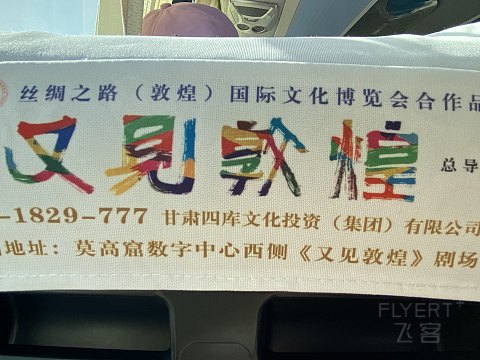 丝绸之路（敦煌）国际文化博览会合作品
又见敦煌
总导
-1829-777 甘肃四库文化投资（集团）有限公司
地址：莫高窟数字中心西侧《又见敦煌》剧场
FLYERT
飞客